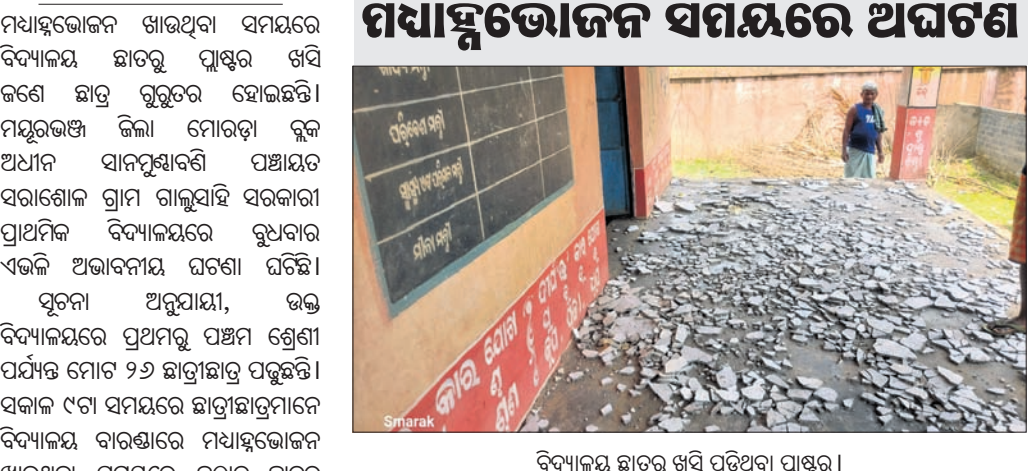 ମଧ୍ୟାହ୍ନଭୋଜନ ସମୟରେ ଅଘଟଣ
ମଧ୍ୟାହ୍ନଭୋଜନ ଖାଉଥିବା ସମୟରେ
ବିଦ୍ୟାଳୟ ଛାତରୁ ପ୍ଲାଷ୍ଟର ଖସି
ଜଣେ ଛାତ୍ର ଗୁରୁତର ହୋଇଛନ୍ତି।
ମୟୂରଭଞ୍ଜ ଜିଲା ମୋରଡ଼ା ବ୍ଲକ
ଅଧୀନ ସାନମୁଣ୍ଢାବଣି ପଞ୍ଚାୟତ
ସରାଶୋଳ ଗ୍ରାମ ଗାଲୁସାହି ସରକାରୀ
ପ୍ରାଥମିକ ବିଦ୍ୟାଳୟରେ ବୁଧବାର
ଏଭଳି ଅଭାବନୀୟ ଘଟଣା ଘଟିଛି।
ସୂଚନା ଅନୁଯାୟୀ, ଉକ୍ତ
ବିଦ୍ୟାଳୟରେ ପ୍ରଥମରୁ ପଞ୍ଚମ ଶ୍ରେଣୀ
ପର୍ଯ୍ୟନ୍ତ ମୋଟ ୨୬ ଛାତ୍ରୀଛାତ୍ର ପଢୁଛନ୍ତି।
ସକାଳ ୯ଟା ସମୟରେ ଛାତ୍ରୀଛାତ୍ରମାନେ
ବିଦ୍ୟାଳୟ ବାରଣ୍ଡାରେ ମଧ୍ୟାହ୍ନଭୋଜନ
ପରିବେଶ ମନ୍ତ୍ରୀ
ମୀନା ମନ୍ତ୍ରୀ
Smarak
ବିଦ୍ୟାଳୟ ଛାତରୁ ଖସି ପଡ଼ିଥିବା ପ୍ଲାଷ୍ଟର।